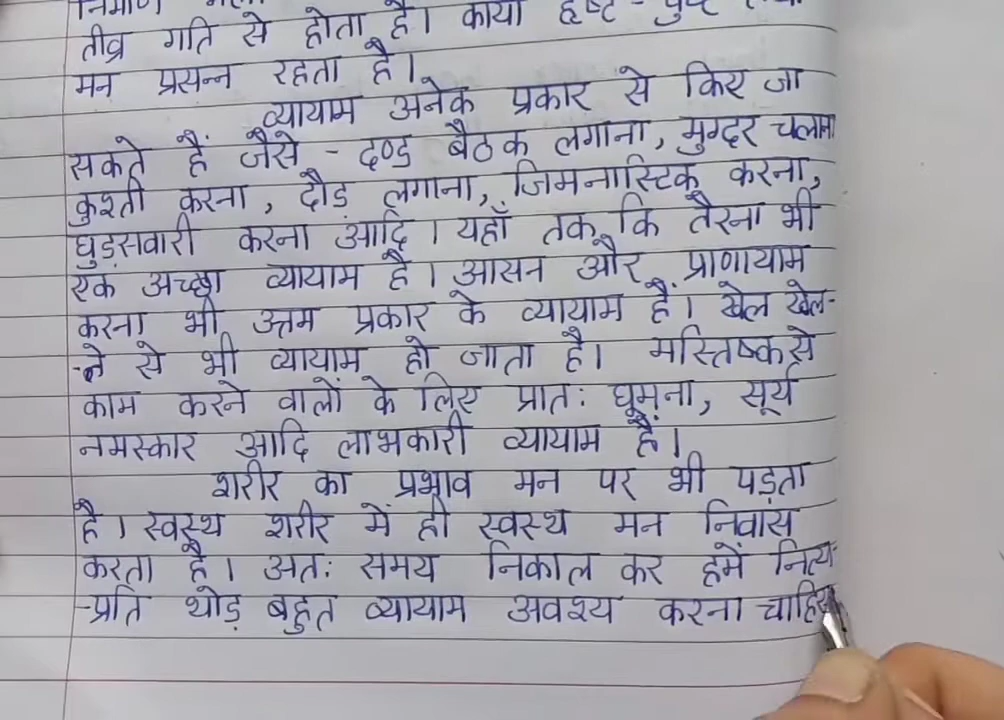 निर्माण
तीव्र गति से होता है। काया हृष्ट-पुष्ट
मन प्रसन्न रहता है।
व्यायाम अनेक प्रकार से किए जा
सकते हैं जैसे - दण्ड बैठक लगाना, मुग्दर चलाना
कुश्ती करना, दौड़ लगाना, जिमनास्टिक करना,
घुड़सवारी करना आदि। यहाँ तक कि तैरना भी
एक अच्छा व्यायाम है। आसन और प्राणायाम
करना भी उत्तम प्रकार के व्यायाम हैं। खेल खेल-
-ने से भी व्यायाम हो जाता है। मस्तिष्क से
काम करने वालों के लिए प्रात: घूमना, सूर्य
नमस्कार आदि लाभकारी व्यायाम हैं।
शरीर का प्रभाव मन पर भी पड़ता
है। स्वस्थ शरीर में ही स्वस्थ मन निवास
करता है। अत: समय निकाल कर हमें नित्य-
-प्रति थोड़ बहुत व्यायाम अवश्य करना चाहिए